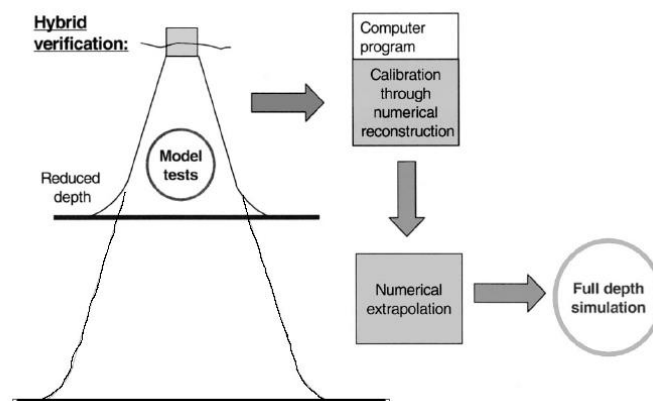 Hybrid
verification:
Model
tests
Reduced
depth
Computer
program
Calibration
through
numerical
reconstruction
Numerical
extrapolation
Full depth
simulation